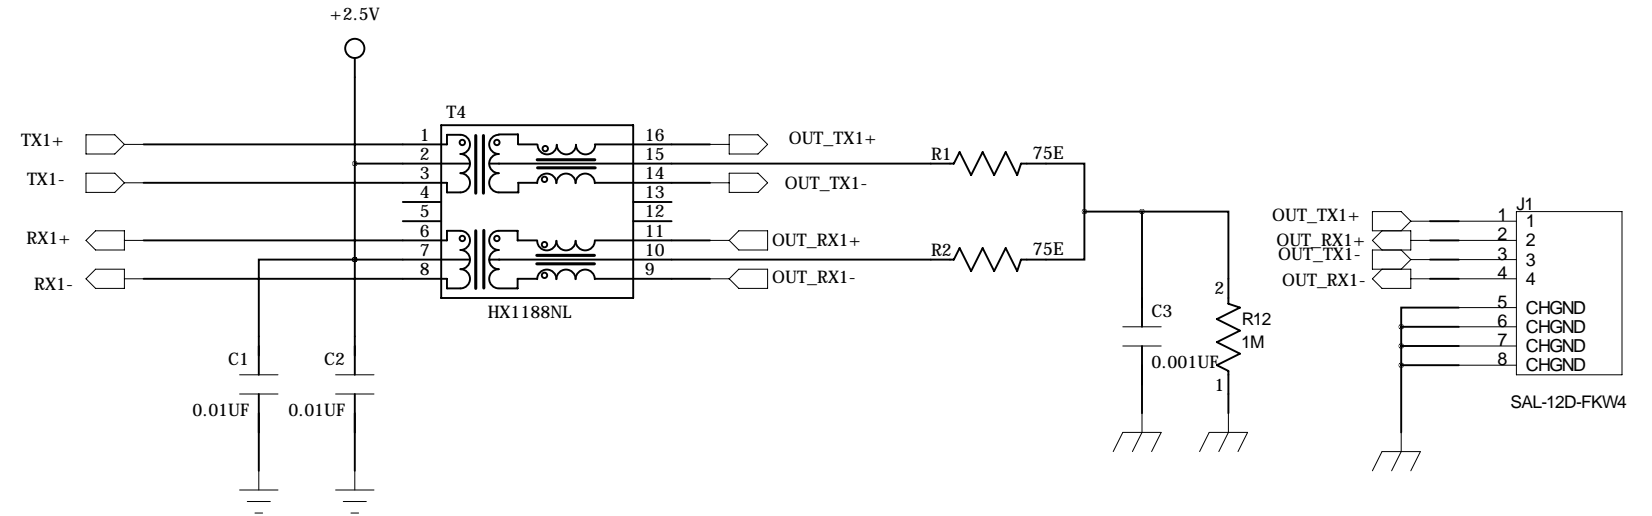 +2.5V
T4
TX1+
1
16
OUT_TX1+
2
15
R1
75E
TX1-
3
14
OUT_TX1-
4
13
5
12
RX1+
6
11
OUT_RX1+
7
10
R2
75E
RX1-
8
9
OUT_RX1-
HX1188NL
C1
0.01UF
C2
0.01UF
C3
0.001UF
2
R12
1M
1
J1
OUT_TX1+
1
1
OUT_RX1+
2
2
OUT_TX1-
3
3
OUT_RX1-
4
4
5
CHGND
6
CHGND
7
CHGND
8
CHGND
SAL-12D-FKW4